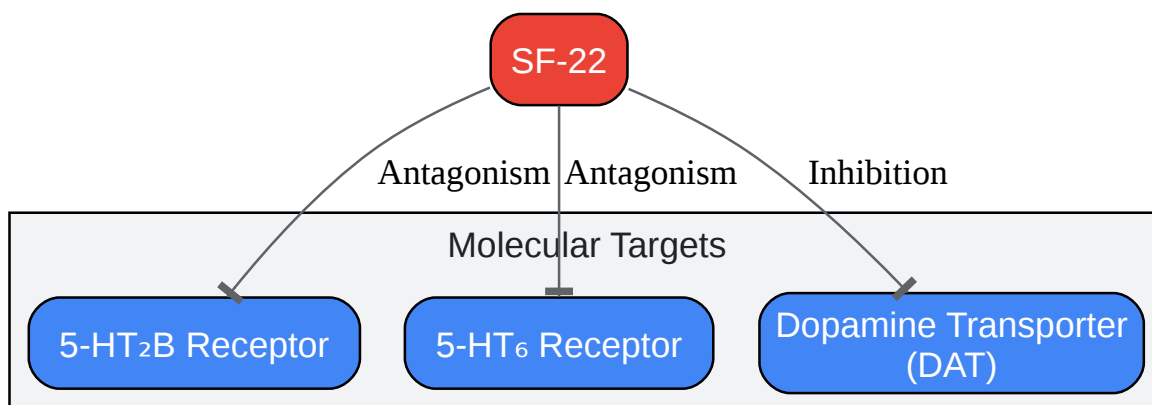 SF-22
Antagonism Antagonism Inhibition
Molecular Targets
5-HT₂B Receptor
5-HT₆ Receptor
Dopamine Transporter
(DAT)